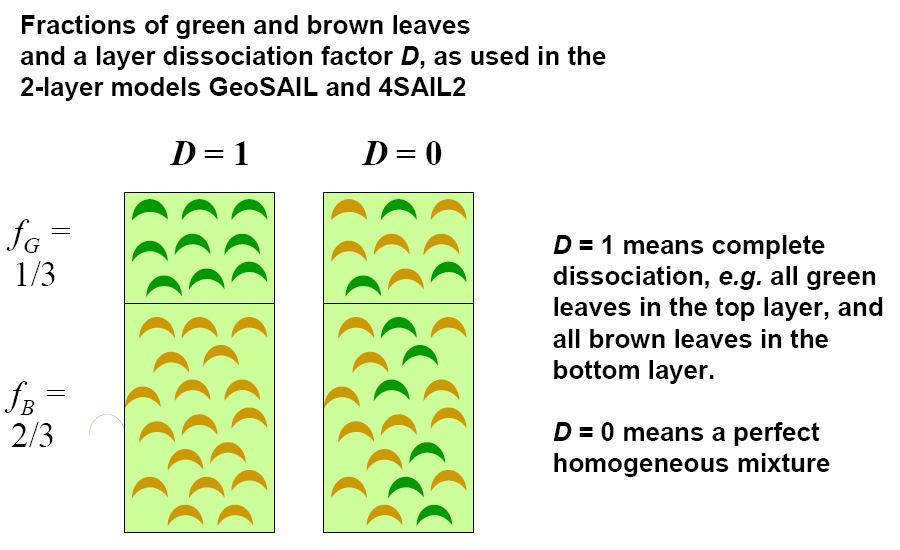 Fractions of green and brown leaves
and a layer dissociation factor D, as used in the
2-layer models GeoSAIL and 4SAIL2
D = 1
D = 0
fG =
1/3
fB =
2/3
D = 1 means complete
dissociation, e.g. all green
leaves in the top layer, and
all brown leaves in the
bottom layer.
D = 0 means a perfect
homogeneous mixture